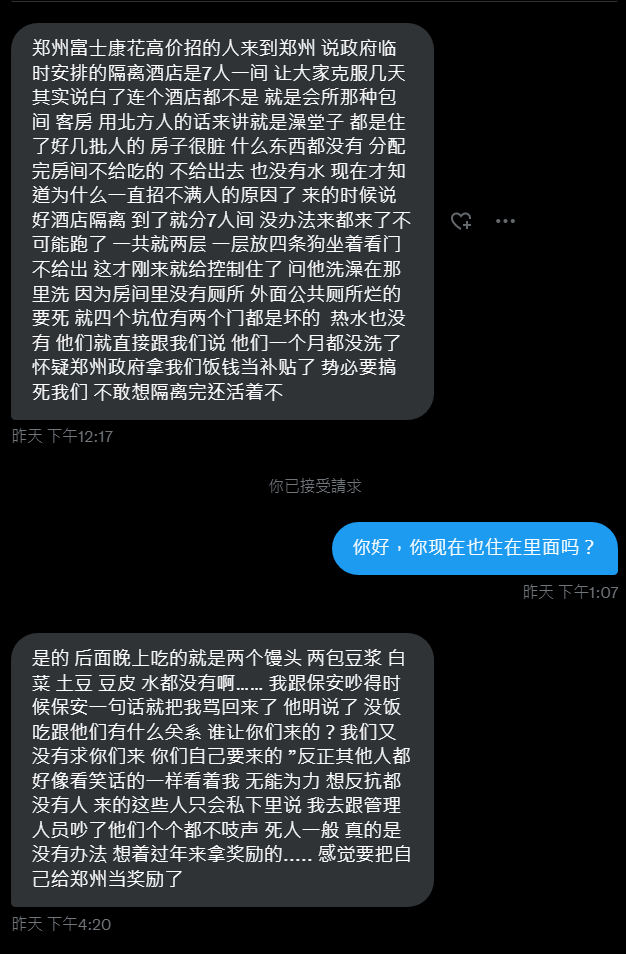 郑州富士康花高价招的人来到郑州 说政府临
时安排的隔离酒店是7人一间 让大家克服几天
其实说白了连个酒店都不是 就是会所那种包
间 客房 用北方人的话来讲就是澡堂子 都是住
了好几批人的 房子很脏 什么东西都没有 分配
完房间不给吃的 不给出去 也没有水 现在才知
道为什么一直招不满人的原因了 来的时候说
好酒店隔离 到了就分7人间 没办法来都来了不
可能跑了 一共就两层 一层放四条狗坐着看门
不给出 这才刚来就给控制住了 问他洗澡在那
里洗 因为房间里没有厕所 外面公共厕所烂的
要死 就四个坑位有两个门都是坏的 热水也没
有 他们就直接跟我们说 他们一个月都没洗了
怀疑郑州政府拿我们饭钱当补贴了 势必要搞
死我们 不敢想隔离完还活着不
昨天 下午12:17
你已接受請求
你好，你现在也住在里面吗？
昨天 下午1:07
是的 后面晚上吃的就是两个馒头 两包豆浆 白
菜 土豆 豆皮 水都没有啊…… 我跟保安吵得时
候保安一句话就把我骂回来了 他明说了 没饭
吃跟他们有什么关系 谁让你们来的？我们又
没有求你们来 你们自己要来的 ”反正其他人都
好像看笑话的一样看着我 无能为力 想反抗都
没有人 来的这些人只会私下里说 我去跟管理
人员吵了他们个个都不吱声 死人一般 真的是
没有办法 想着过年来拿奖励的..... 感觉要把自
己给郑州当奖励了
昨天 下午4:20